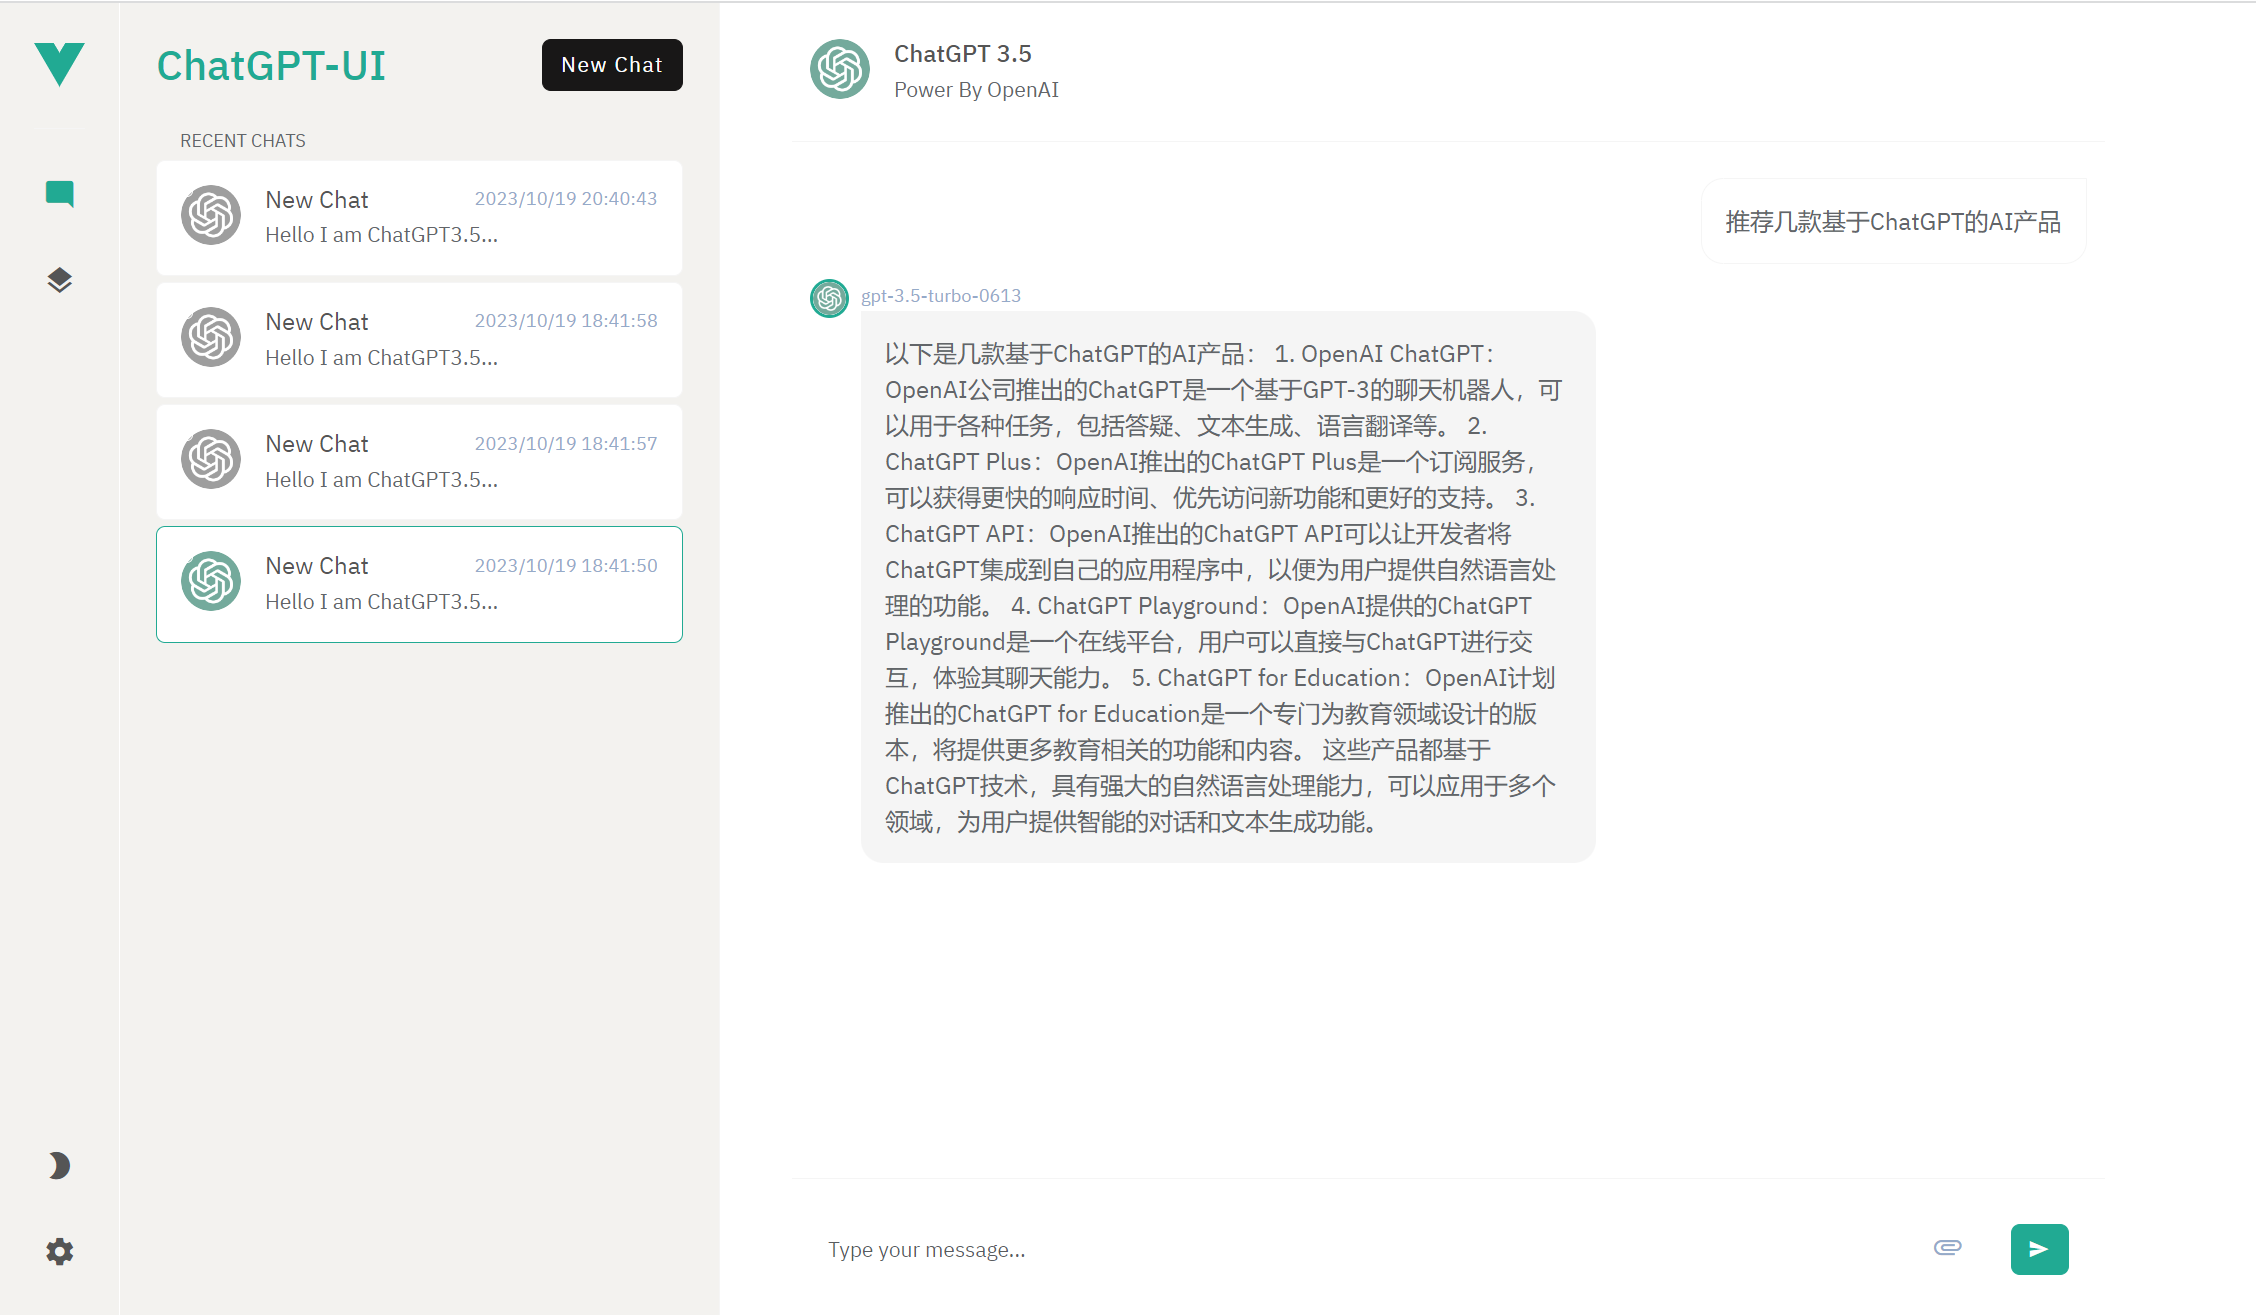 ChatGPT-UI
New Chat
RECENT CHATS
New Chat
2023/10/19 20:40:43
Hello I am ChatGPT3.5...
New Chat
2023/10/19 18:41:58
Hello I am ChatGPT3.5...
New Chat
2023/10/19 18:41:57
Hello I am ChatGPT3.5...
New Chat
2023/10/19 18:41:50
Hello I am ChatGPT3.5...
ChatGPT 3.5
Power By OpenAI
推荐几款基于ChatGPT的AI产品
gpt-3.5-turbo-0613
以下是几款基于ChatGPT的AI产品： 1. OpenAI ChatGPT：
OpenAI公司推出的ChatGPT是一个基于GPT-3的聊天机器人，可
以用于各种任务，包括答疑、文本生成、语言翻译等。 2.
ChatGPT Plus：OpenAI推出的ChatGPT Plus是一个订阅服务，
可以获得更快的响应时间、优先访问新功能和更好的支持。 3.
ChatGPT API：OpenAI推出的ChatGPT API可以让开发者将
ChatGPT集成到自己的应用程序中，以便为用户提供自然语言处
理的功能。 4. ChatGPT Playground：OpenAI提供的ChatGPT
Playground是一个在线平台，用户可以直接与ChatGPT进行交
互，体验其聊天能力。 5. ChatGPT for Education：OpenAI计划
推出的ChatGPT for Education是一个专门为教育领域设计的版
本，将提供更多教育相关的功能和内容。 这些产品都基于
ChatGPT技术，具有强大的自然语言处理能力，可以应用于多个
领域，为用户提供智能的对话和文本生成功能。
Type your message...